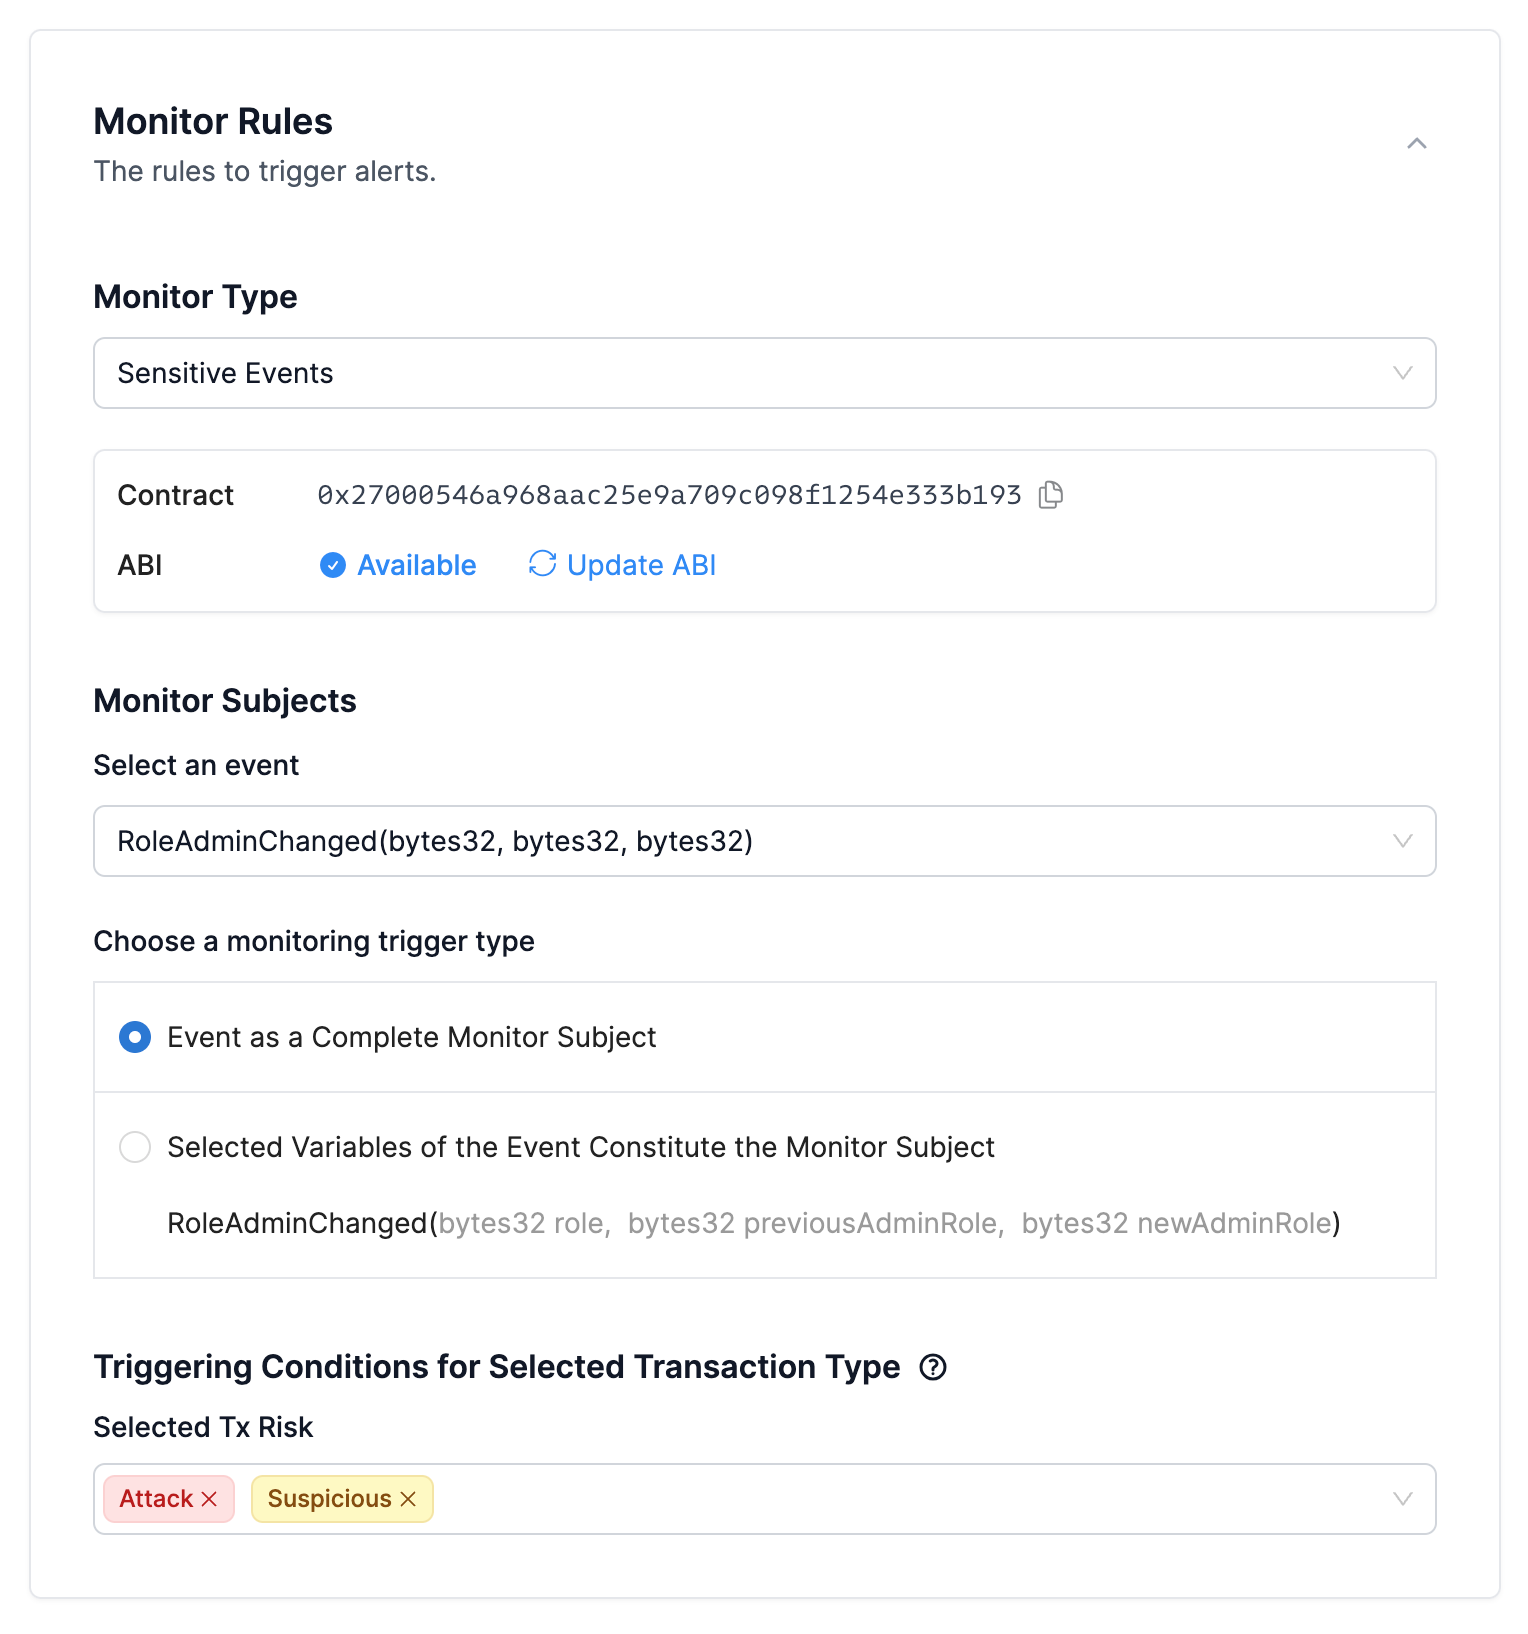 Monitor Rules
The rules to trigger alerts.
Monitor Type
Sensitive Events
Contract 0x27000546a968aac25e9a709c098f1254e333b193
ABI Available Update ABI
Monitor Subjects
Select an event
RoleAdminChanged(bytes32, bytes32, bytes32)
Choose a monitoring trigger type
Event as a Complete Monitor Subject
Selected Variables of the Event Constitute the Monitor Subject
RoleAdminChanged(bytes32 role, bytes32 previousAdminRole, bytes32 newAdminRole)
Triggering Conditions for Selected Transaction Type
Selected Tx Risk
Attack Suspicious